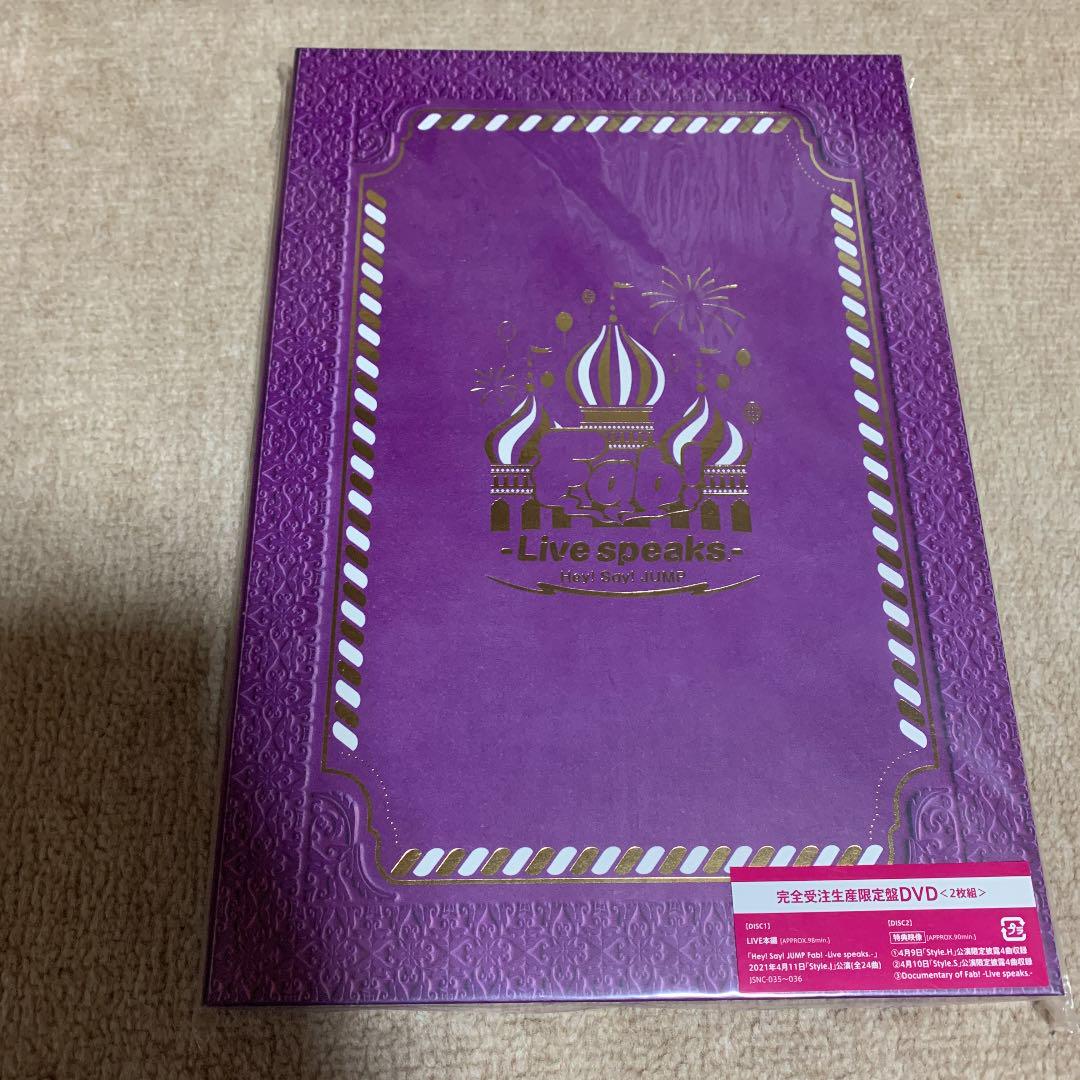 Fab!
-Live speaks.-
Hey! Say! JUMP
完全受注生産限定盤DVD<2枚組>
【DISC1】
LIVE本編 [APPROX.98min.]
「Hey! Say! JUMP Fab! -Live speaks.-」
2021年4月11日「Style.J」公演(全24曲)
JSNC-035〜036
【DISC2】
特典映像 [APPROX.90min.]
①4月9日「Style.H」公演限定披露4曲収録
②4月10日「Style.S」公演限定披露4曲収録
③Documentary of Fab! -Live speaks.-
プラ